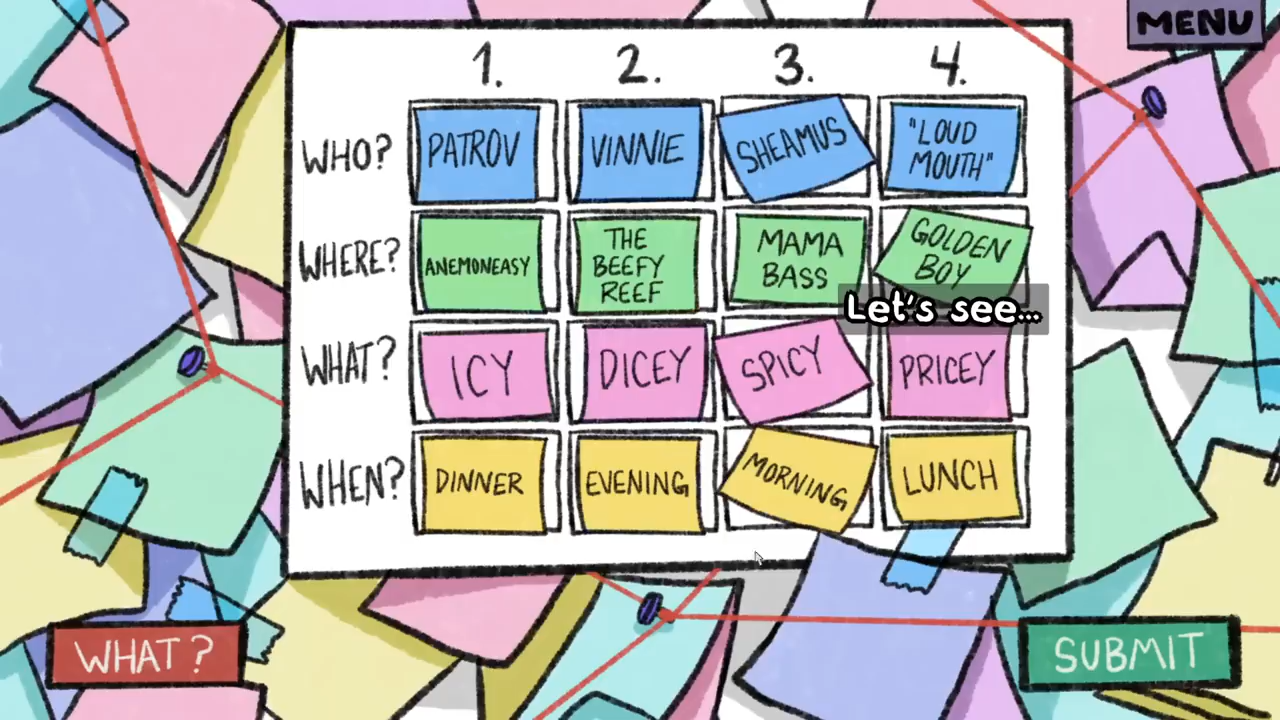 MENU
1. 2. 3. 4.
WHO? PATROV VINNIE SHEAMUS "LOUD
MOUTH"
WHERE? ANEMONEASY THE
BEEFY
REEF MAMA
BASS GOLDEN
BOY
Let's see...
WHAT? ICY DICEY SPICY PRICEY
WHEN? DINNER EVENING MORNING LUNCH
WHAT?
SUBMIT